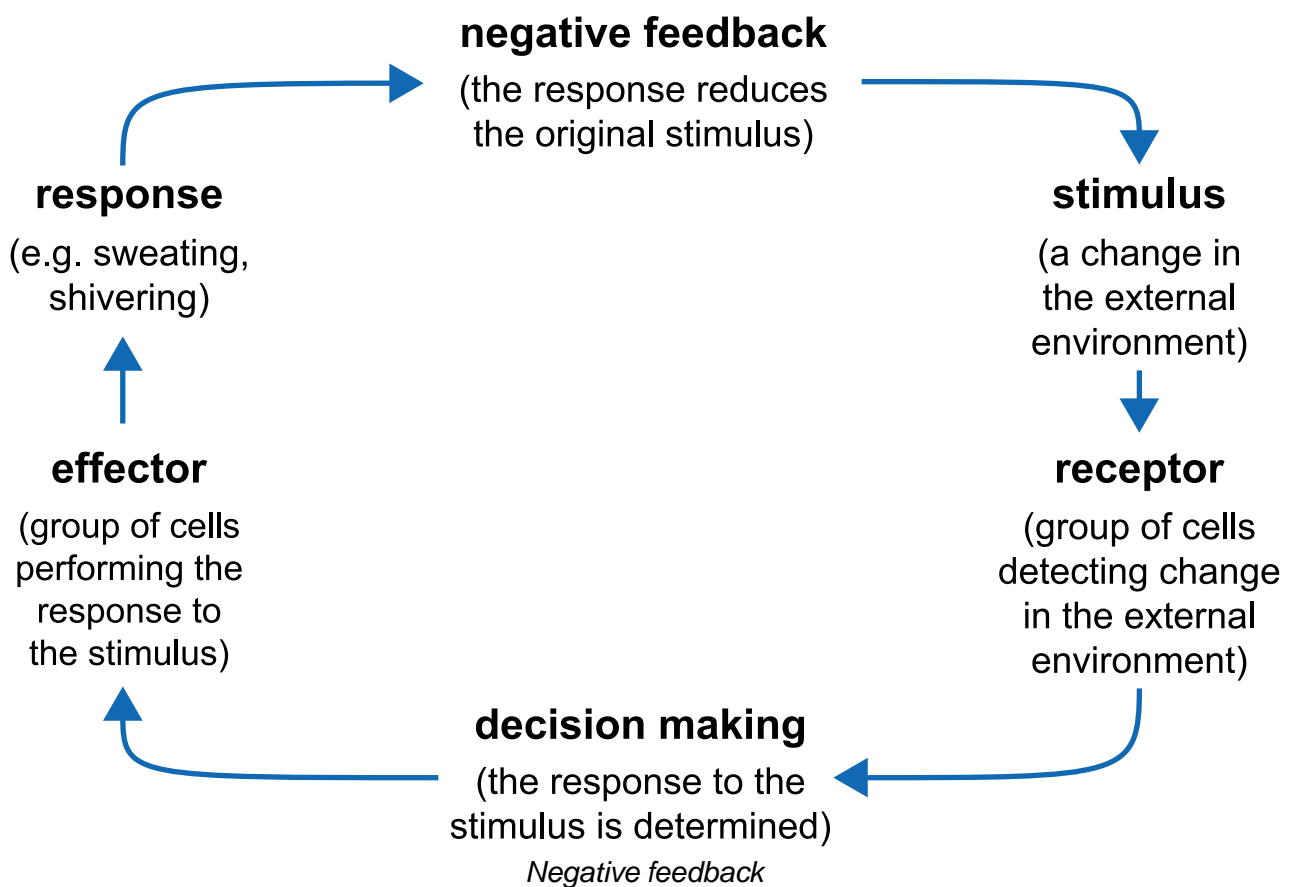 negative feedback
(the response reduces
the original stimulus)
stimulus
(a change in
the external
environment)
receptor
(group of cells
detecting change
in the external
environment)
decision making
(the response to the
stimulus is determined)
effector
(group of cells
performing the
response to
the stimulus)
response
(e.g. sweating,
shivering)
Negative feedback